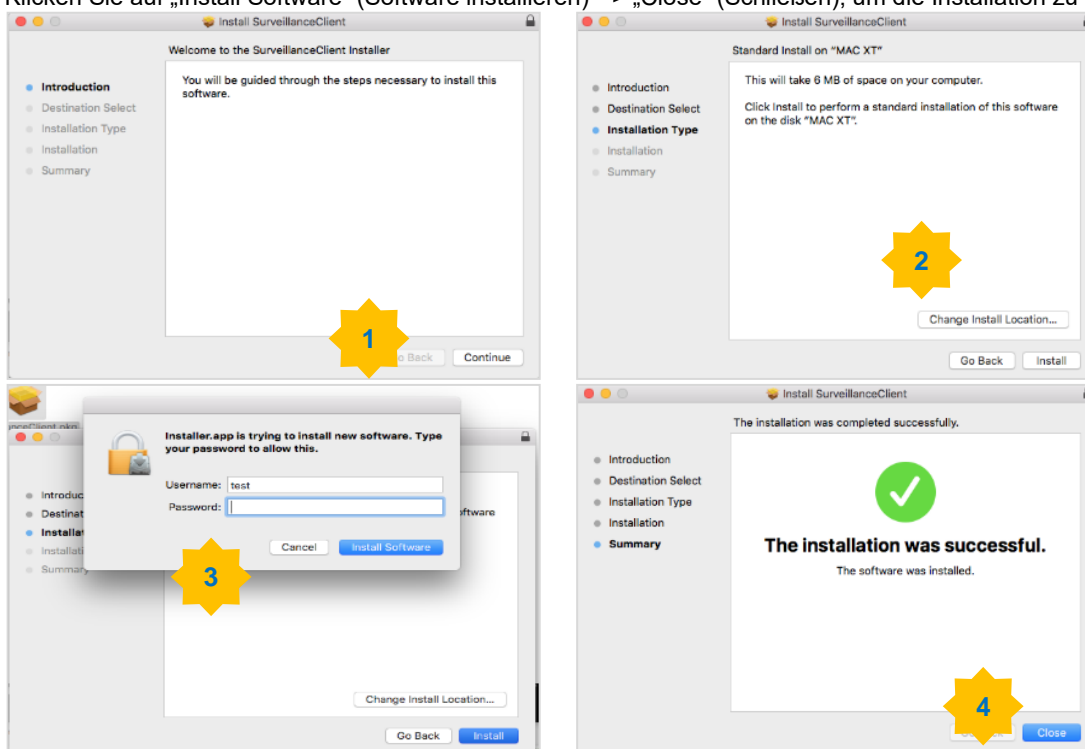 Klicken Sie auf „Install Software“ (Software installieren) -> „Close“ (Schließen), um die Installation zu
Install SurveillanceClient
Welcome to the SurveillanceClient Installer
Introduction
Destination Select
Installation Type
Installation
Summary
You will be guided through the steps necessary to install this
software.
1
Go Back
Continue
Install SurveillanceClient
Standard Install on “MAC XT”
Introduction
Destination Select
Installation Type
Installation
Summary
This will take 6 MB of space on your computer.
Click Install to perform a standard installation of this software
on the disk “MAC XT”.
2
Change Install Location...
Go Back
Install
Installer.app is trying to install new software. Type
your password to allow this.
Username: test
Password:
Cancel
Install Software
Introduc
Destinat
Installat
Installati
Summary
oftware
3
Change Install Location...
Go Back
Install
Install SurveillanceClient
The installation was completed successfully.
Introduction
Destination Select
Installation Type
Installation
Summary
The installation was successful.
The software was installed.
4
Close